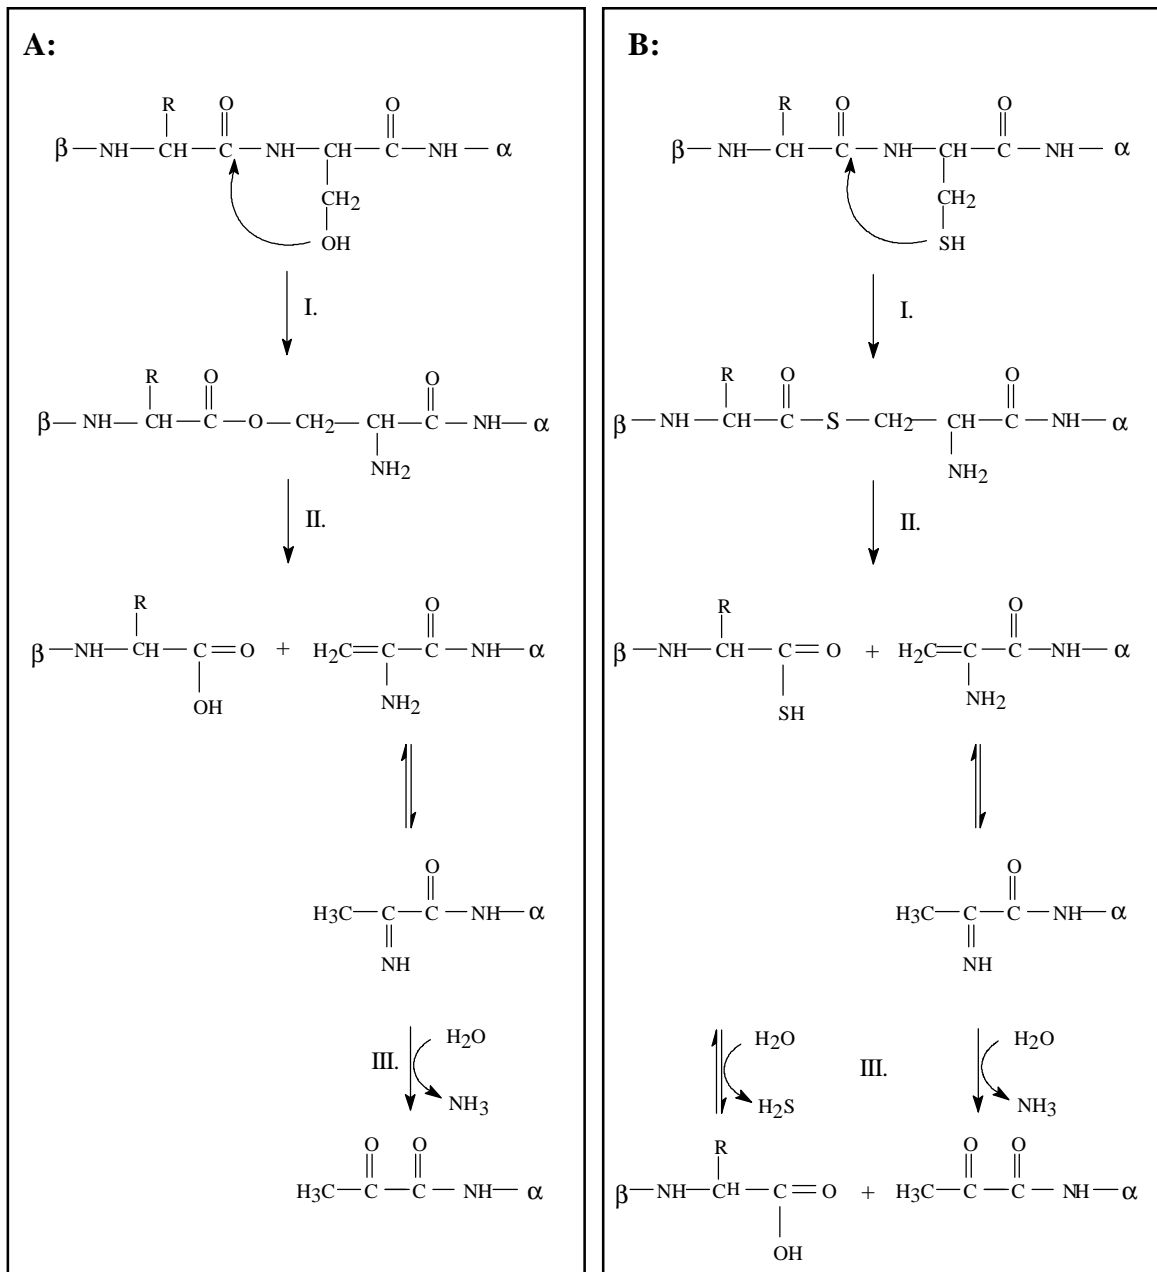 A:
R O O
β—NH—CH—C—NH—CH—C—NH—α
CH2
OH
I.
R O O
β—NH—CH—C—O—CH2—CH—C—NH—α
NH2
II.
R O
β—NH—CH—C=O + H2C=C—C—NH—α
OH NH2
O
H3C—C—C—NH—α
NH
III. H2O
NH3
O O
H3C—C—C—NH—α
B:
R O O
β—NH—CH—C—NH—CH—C—NH—α
CH2
SH
I.
R O O
β—NH—CH—C—S—CH2—CH—C—NH—α
NH2
II.
R O
β—NH—CH—C=O + H2C=C—C—NH—α
SH NH2
O
H3C—C—C—NH—α
NH
H2O III. H2O
H2S NH3
R O O
β—NH—CH—C=O + H3C—C—C—NH—α
OH